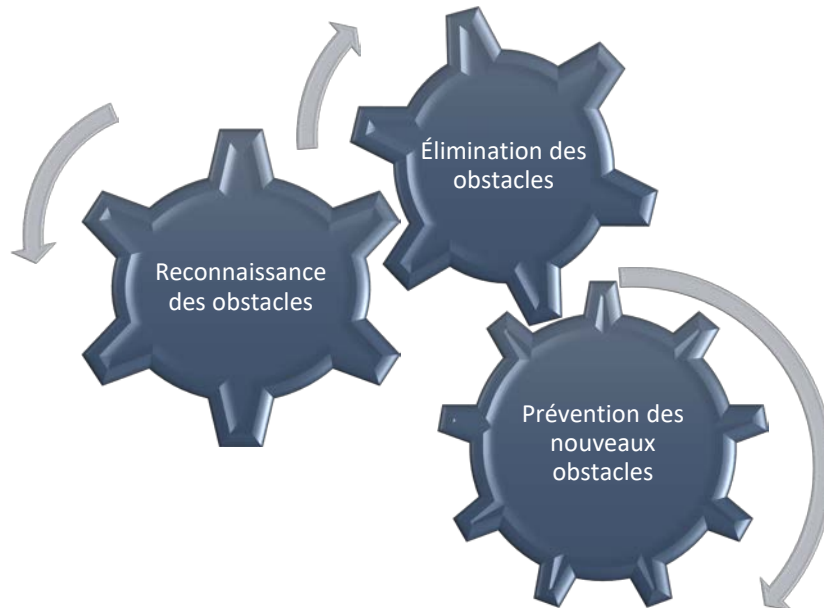 Élimination des
obstacles
Reconnaissance
des obstacles
Prévention des
nouveaux
obstacles